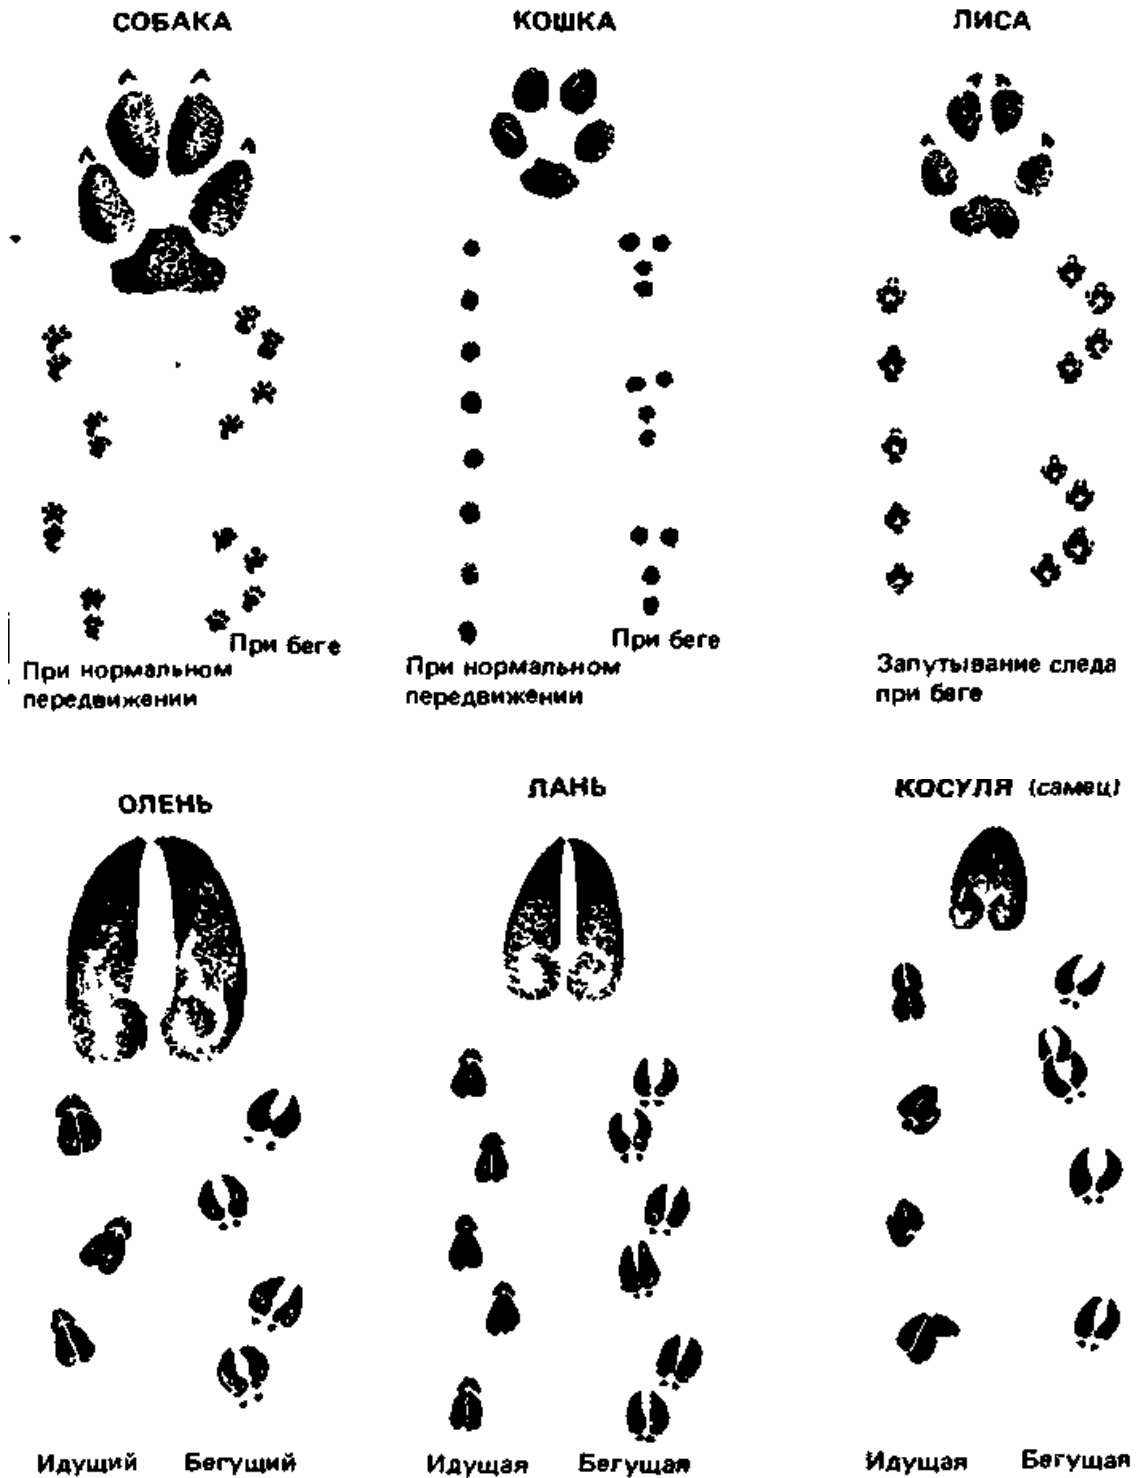 СОБАКА
КОШКА
ЛИСА
При беге
При нормальном
передвижении
При беге
При нормальном
передвижении
Запутывание следа
при беге
ОЛЕНЬ
ЛАНЬ
КОСУЛЯ (самец)
Идущий
Бегущий
Идущая
Бегущая
Идущая
Бегущая